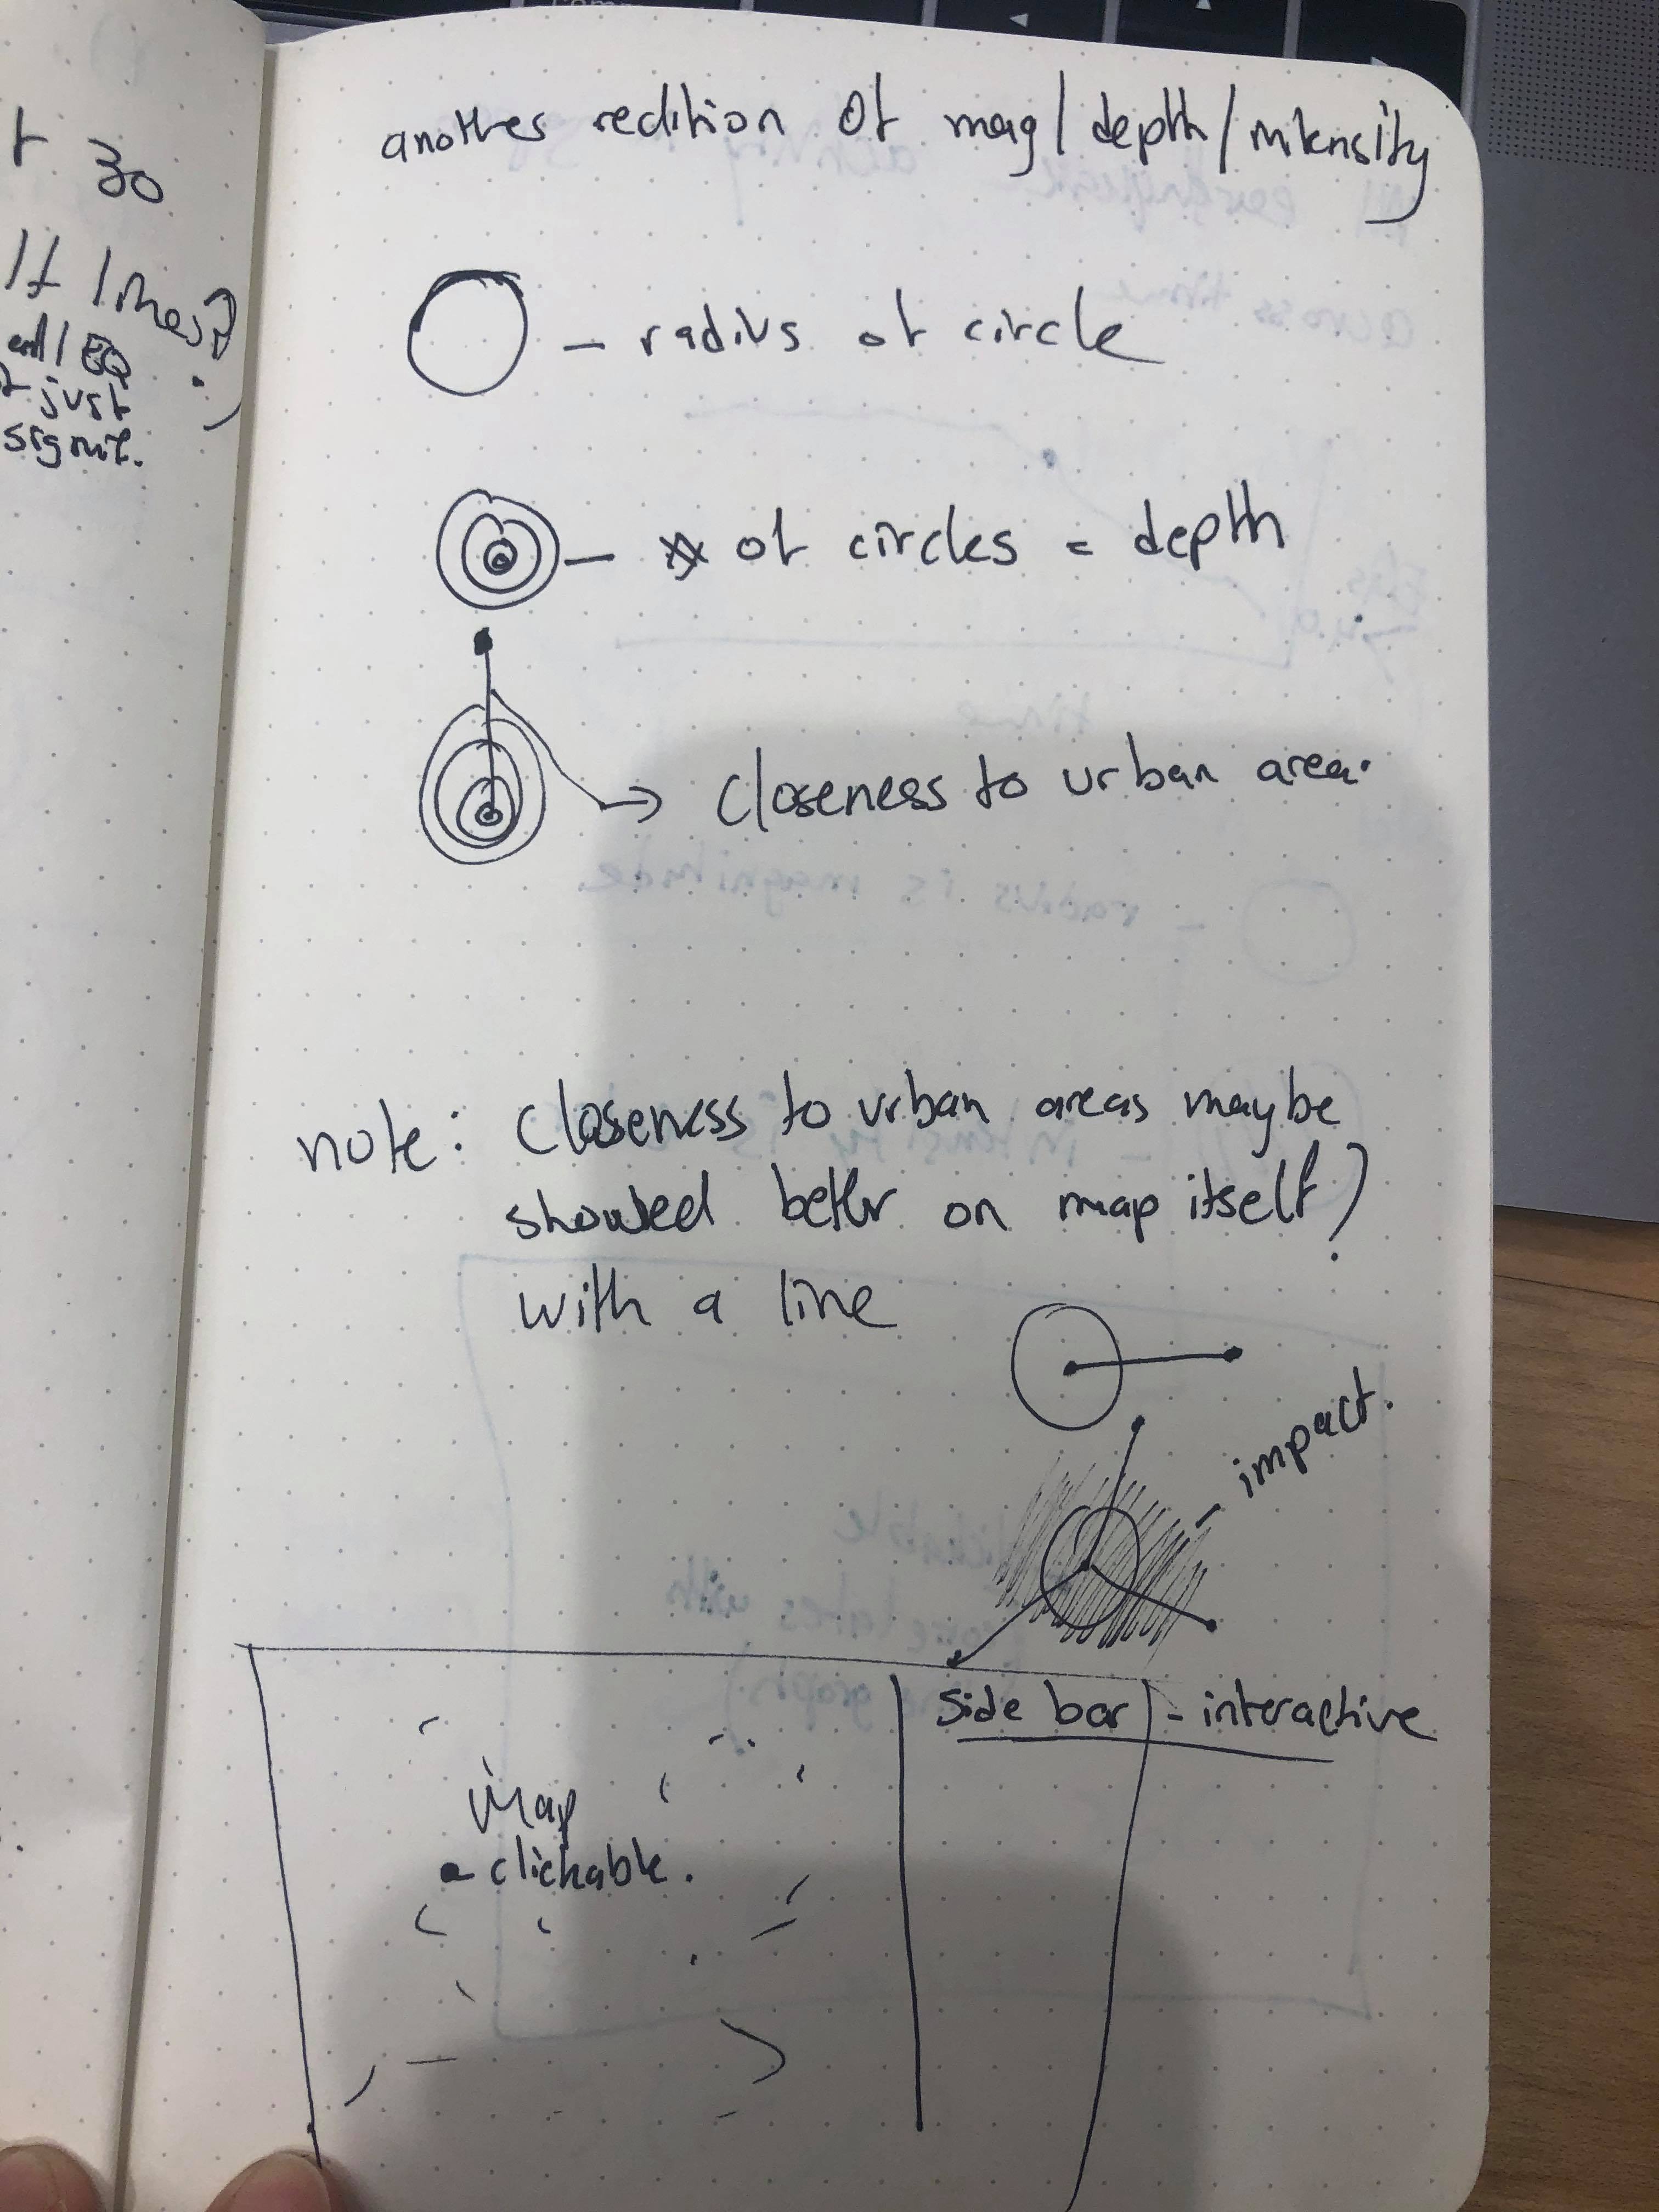 t 30
If lines?
all EQ
just
signif.
another redition of mag/depth/intensity
- radius of circle
- # of circles = depth
→ closeness to urban area.
note: closeness to urban areas maybe
showed better on map itself?
with a line
- impact.
side bar - interactive
Map
- clickable.